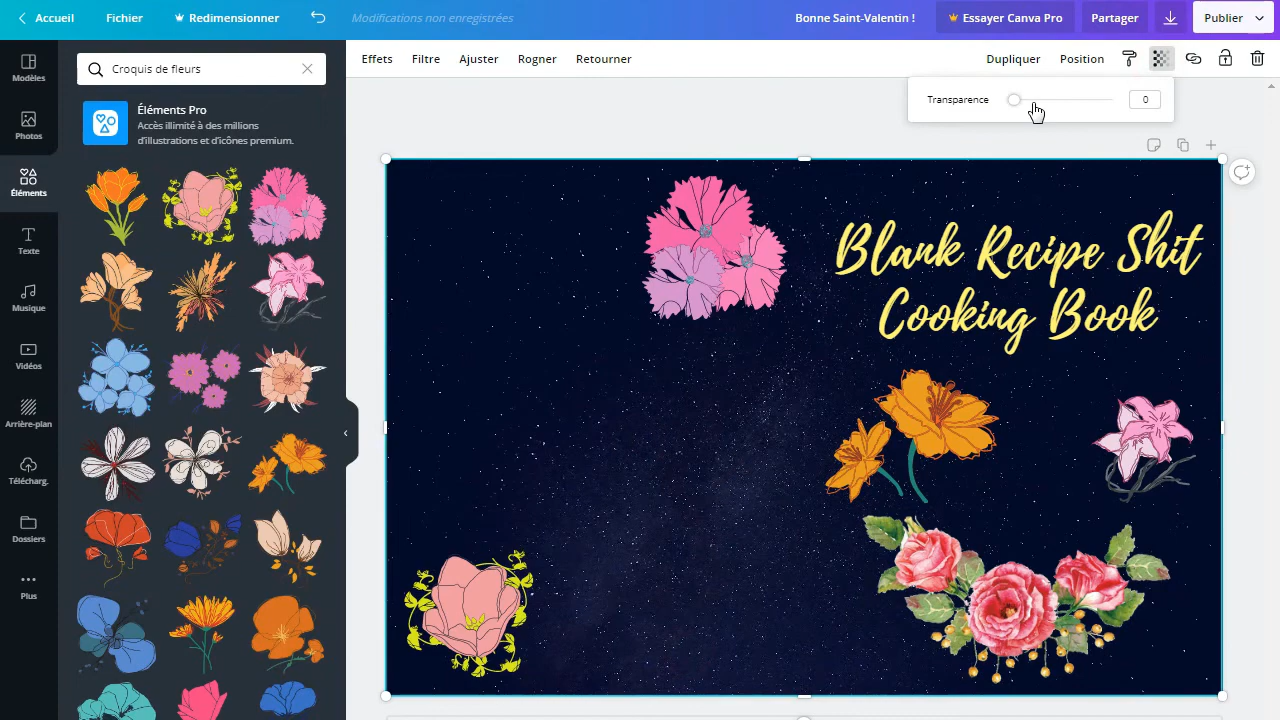 Accueil
Fichier
Redimensionner
Modifications non enregistrées
Bonne Saint-Valentin !
Essayer Canva Pro
Partager
Publier
Modèles
Photos
Éléments
Texte
Musique
Vidéos
Arrière-plan
Télécharg.
Dossiers
Plus
Croquis de fleurs
Éléments Pro
Accès illimité à des millions
d'illustrations et d'icônes premium.
Effets
Filtre
Ajuster
Rogner
Retourner
Dupliquer
Position
Transparence
0
Blank Recipe Shit
Cooking Book